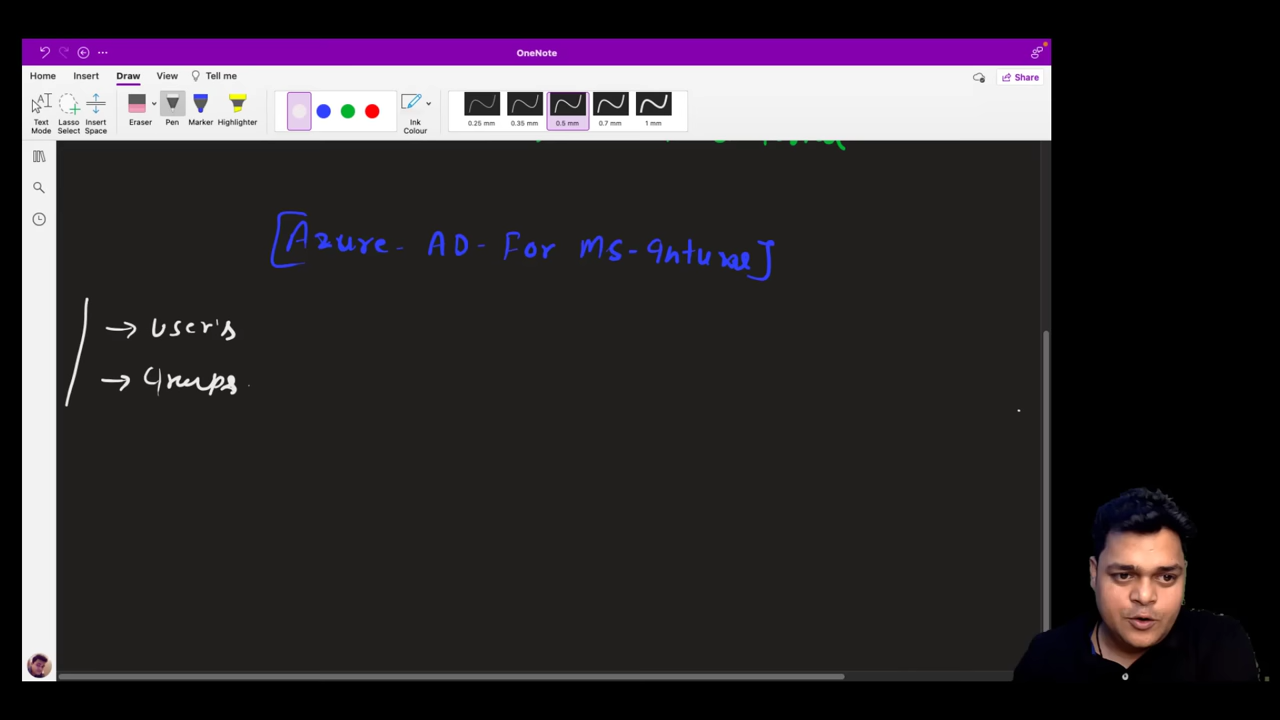 OneNote
Home Insert Draw View Tell me
Share
Text Mode
Lasso Select
Insert Space
Eraser
Pen
Marker
Highlighter
Ink Colour
0.25 mm
0.35 mm
0.5 mm
0.7 mm
1 mm
[Azure - AD - For MS - Intune]
→ User's
→ Groups